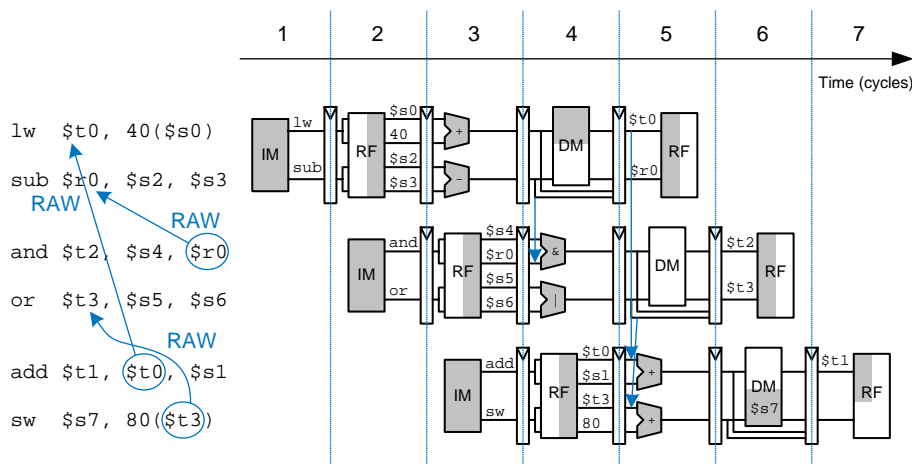 1 2 3 4 5 6 7
Time (cycles)
lw $t0, 40($s0)
sub $r0, $s2, $s3
RAW
RAW
and $t2, $s4, $r0
or $t3, $s5, $s6
RAW
add $t1, $t0, $s1
sw $s7, 80($t3)
IM
lw
sub
RF
$s0
40
$s2
$s3
+
-
DM
$t0
$r0
RF
IM
and
or
RF
$s4
$r0
$s5
$s6
&
|
DM
$t2
$t3
RF
IM
add
sw
RF
$t0
$s1
$t3
80
+
+
DM
$s7
$t1
RF